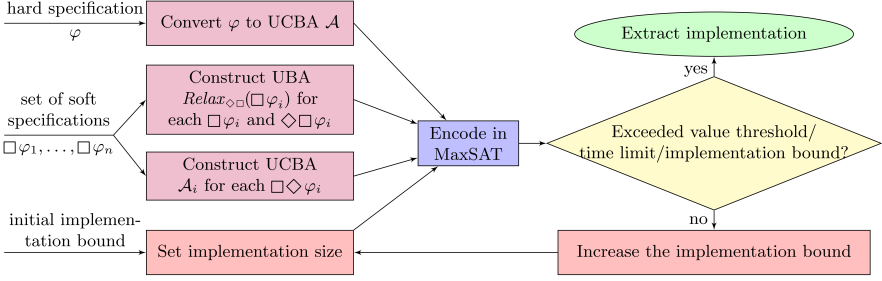 hard specification
φ
Convert φ to UCBA 𝒜
set of soft
specifications
□φ₁, . . . , □φₙ
Construct UBA
Relax◇□(□φᵢ) for
each □φᵢ and ◇□φᵢ
Construct UCBA
𝒜ᵢ for each □◇φᵢ
initial implemen-
tation bound
Set implementation size
Encode in
MaxSAT
Extract implementation
yes
Exceeded value threshold/
time limit/implementation bound?
no
Increase the implementation bound